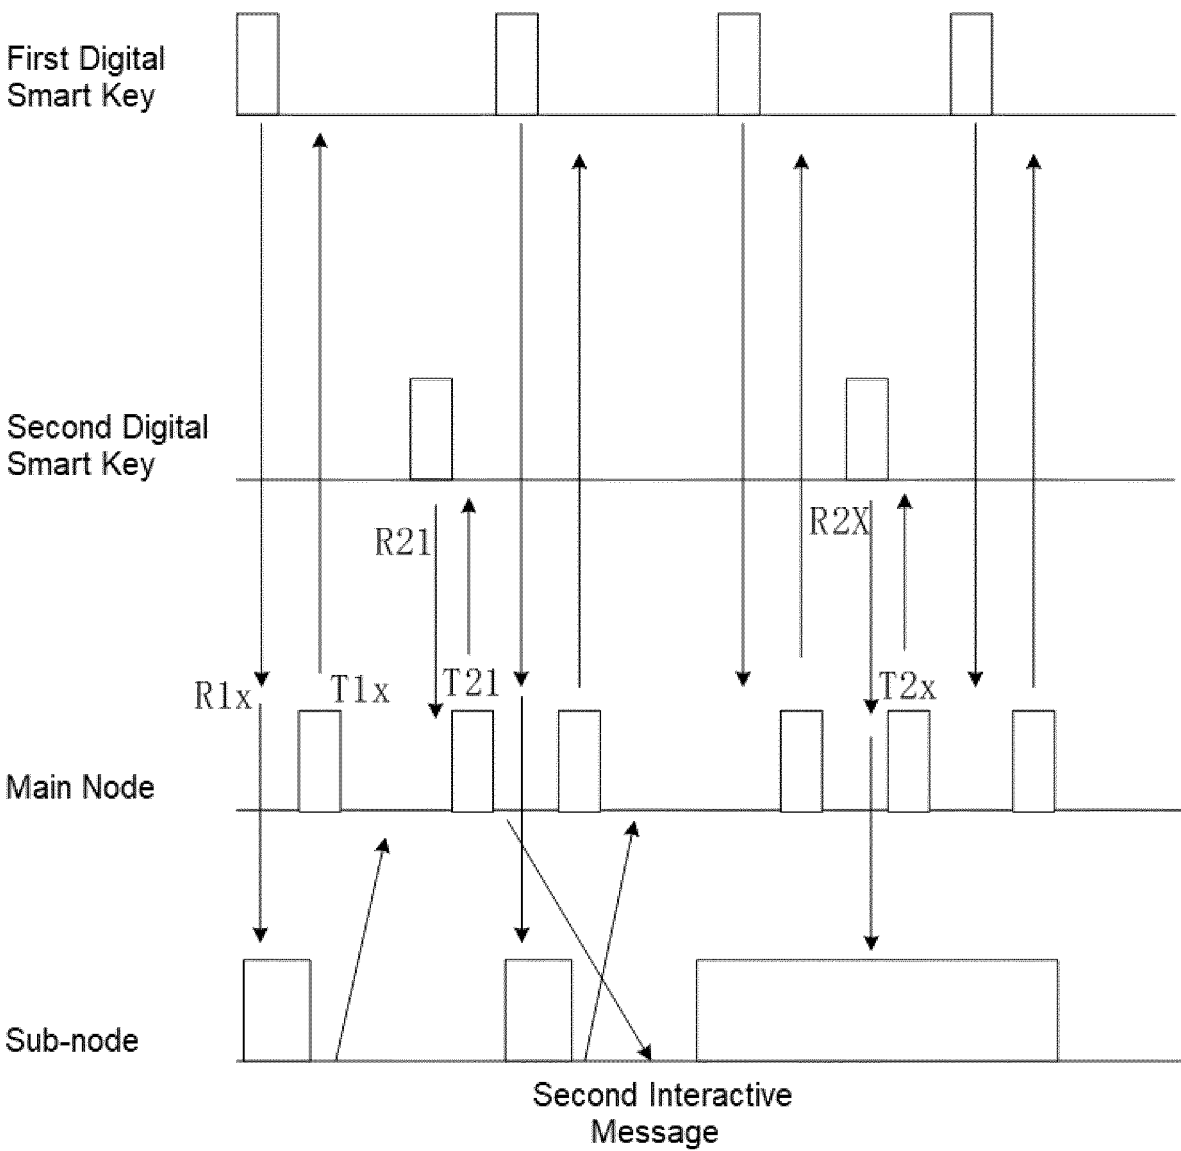 First Digital
Smart Key
Second Digital
Smart Key
R21
R2X
R1x
T1x
T21
T2x
Main Node
Sub-node
Second Interactive
Message